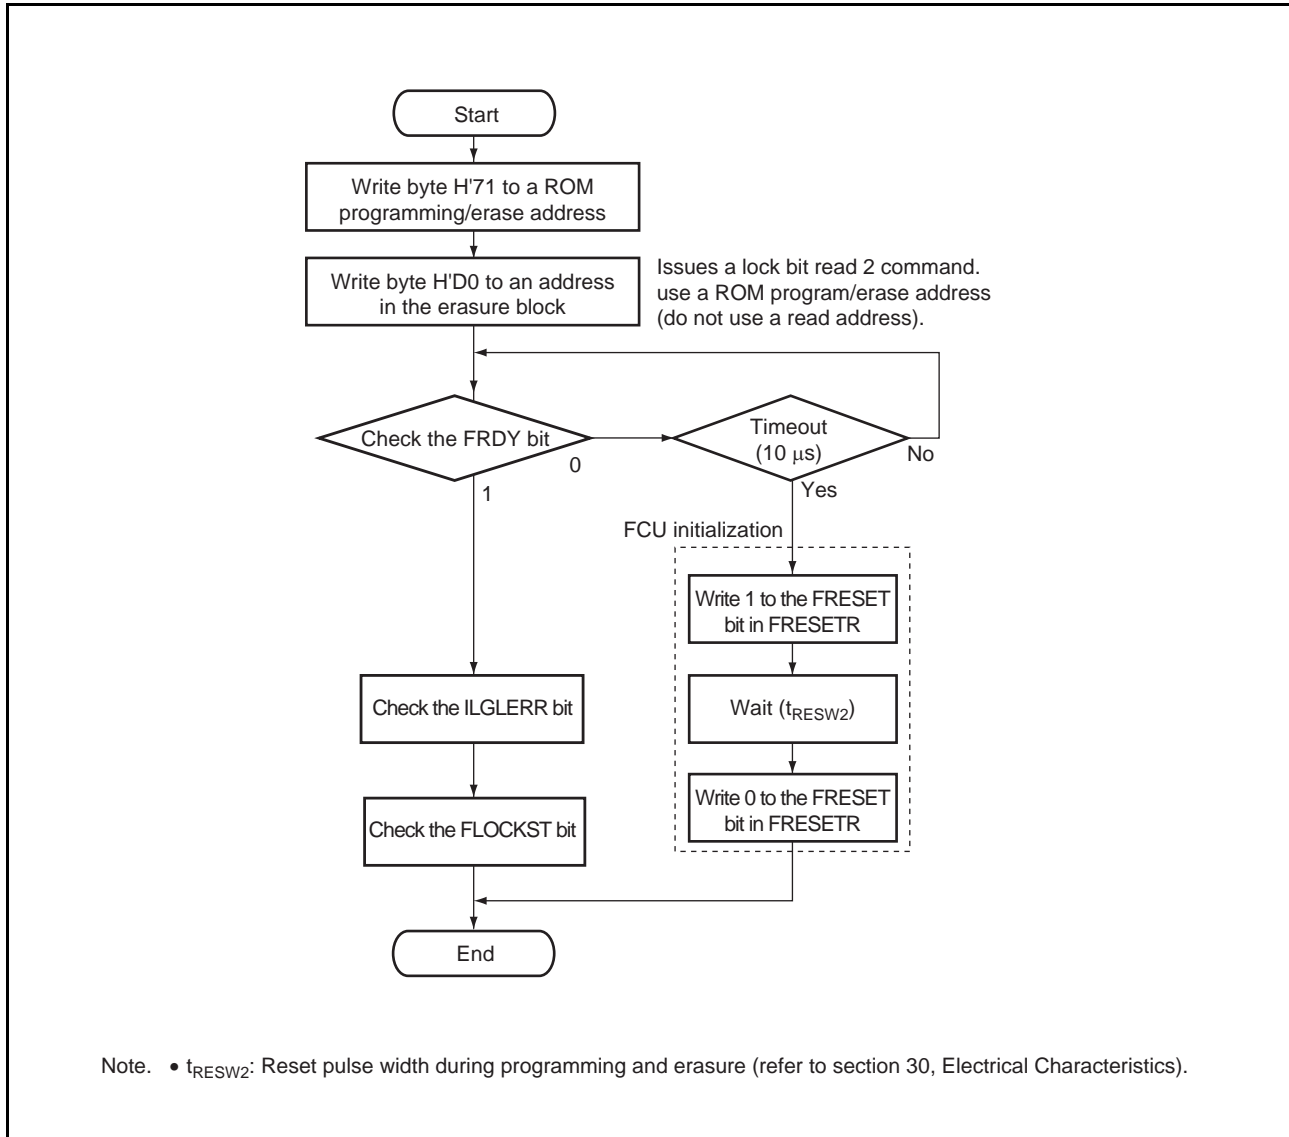 Start
Write byte H'71 to a ROM
programming/erase address
Write byte H'D0 to an address
in the erasure block
Issues a lock bit read 2 command.
use a ROM program/erase address
(do not use a read address).
Check the FRDY bit
0
1
Timeout
(10 μs)
No
Yes
FCU initialization
Write 1 to the FRESET
bit in FRESETR
Wait (tRESW2)
Write 0 to the FRESET
bit in FRESETR
Check the ILGLERR bit
Check the FLOCKST bit
End
Note. • tRESW2: Reset pulse width during programming and erasure (refer to section 30, Electrical Characteristics).